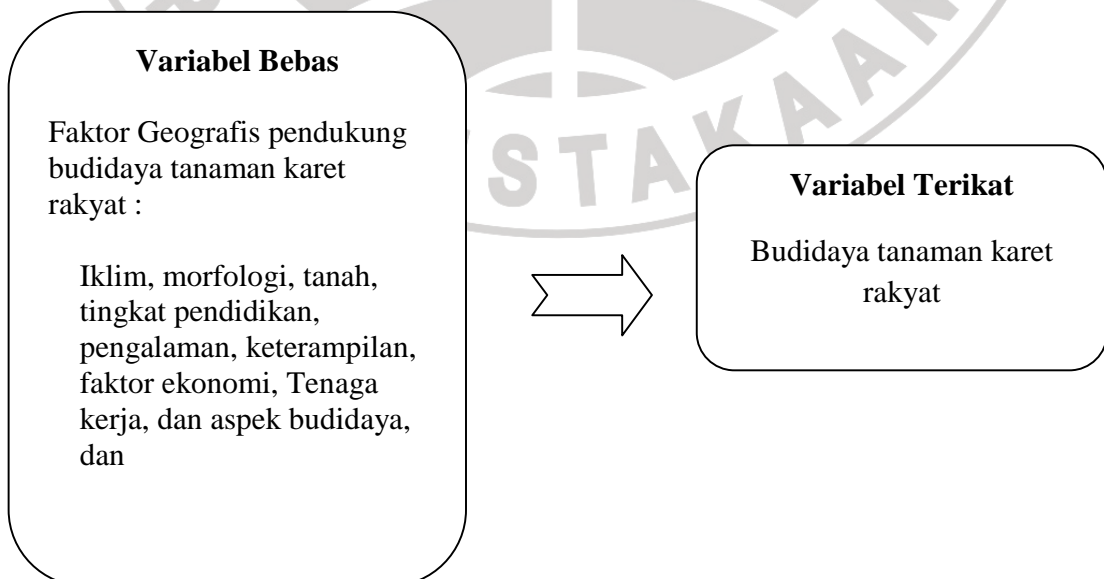 Variabel Bebas
Faktor Geografis pendukung
budidaya tanaman karet
rakyat :
Iklim, morfologi, tanah,
tingkat pendidikan,
pengalaman, keterampilan,
faktor ekonomi, Tenaga
kerja, dan aspek budidaya,
dan
Variabel Terikat
Budidaya tanaman karet
rakyat
STAKAAN